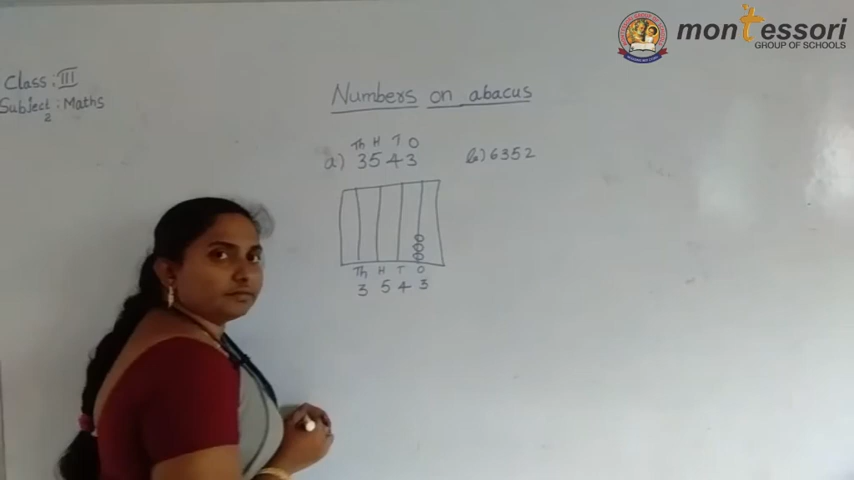 montessori
GROUP OF SCHOOLS
Class : III
Subject : Maths
2
Numbers on abacus
Th H T O
a) 3543
b) 6352
Th H T O
3 5 4 3